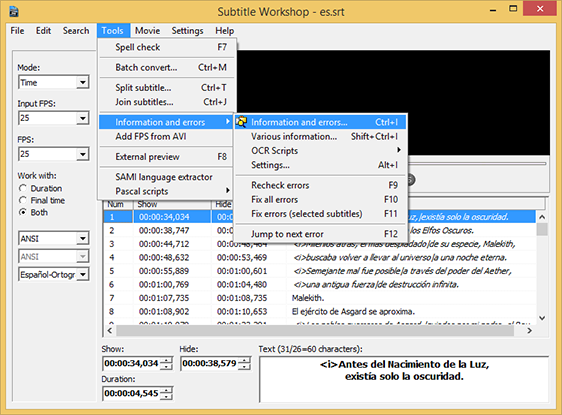 Subtitle Workshop - es.srt
File Edit Search Tools Movie Settings Help
Spell check F7
Batch convert... Ctrl+M
Split subtitle... Ctrl+T
Join subtitles... Ctrl+J
Information and errors
Add FPS from AVI
External preview F8
SAMI language extractor
Pascal scripts
Information and errors... Ctrl+I
Various information... Shift+Ctrl+I
OCR Scripts
Settings... Alt+I
Recheck errors F9
Fix all errors F10
Fix errors (selected subtitles) F11
Jump to next error F12
Mode:
Time
Input FPS:
25
FPS:
25
Work with:
Duration
Final time
Both
ANSI
ANSI
Español-Ortogr
Num Show Hide
1 00:00:34,034 Luz,|existía solo la oscuridad.
2 00:00:38,747 los Elfos Oscuros.
3 00:00:44,712 00:00:48,464 <i>Milenios atrás, el más despiadado|de su especie, Malekith,
4 00:00:48,632 00:00:53,469 <i>buscaba volver a llevar al universo|a una noche eterna.
5 00:00:55,889 00:01:00,601 <i>Semejante mal fue posible|a través del poder del Aether,
6 00:01:00,769 00:01:04,480 <i>una antigua fuerza|de destrucción infinita.
7 00:01:07,735 00:01:08,735 Malekith.
8 00:01:08,902 00:01:10,653 El ejército de Asgard se aproxima.
Show: Hide: Text (31/26=60 characters):
00:00:34,034 00:00:38,579
Duration:
00:00:04,545
<i>Antes del Nacimiento de la Luz,
existía solo la oscuridad.